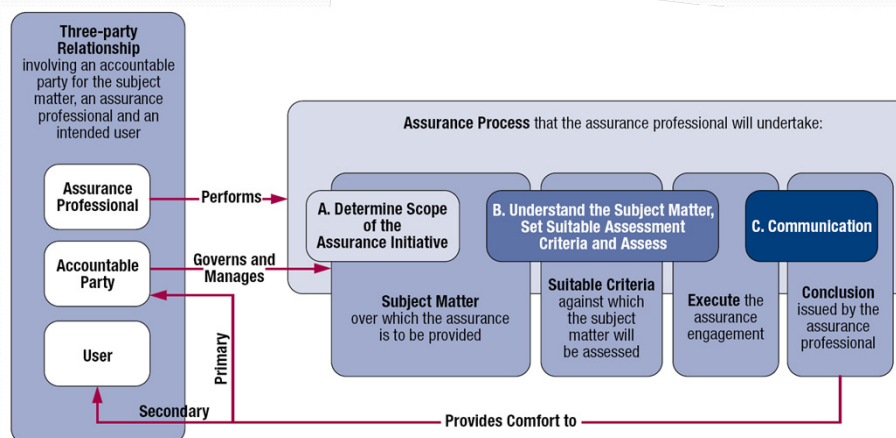 Three-party
Relationship
involving an accountable
party for the subject
matter, an assurance
professional and an
intended user
Assurance
Professional
Accountable
Party
User
Performs
Governs and
Manages
Primary
Secondary
Provides Comfort to
Assurance Process that the assurance professional will undertake:
A. Determine Scope
of the
Assurance Initiative
B. Understand the Subject Matter,
Set Suitable Assessment
Criteria and Assess
C. Communication
Subject Matter
over which the assurance
is to be provided
Suitable Criteria
against which
the subject
matter will
be assessed
Execute the
assurance
engagement
Conclusion
issued by the
assurance
professional